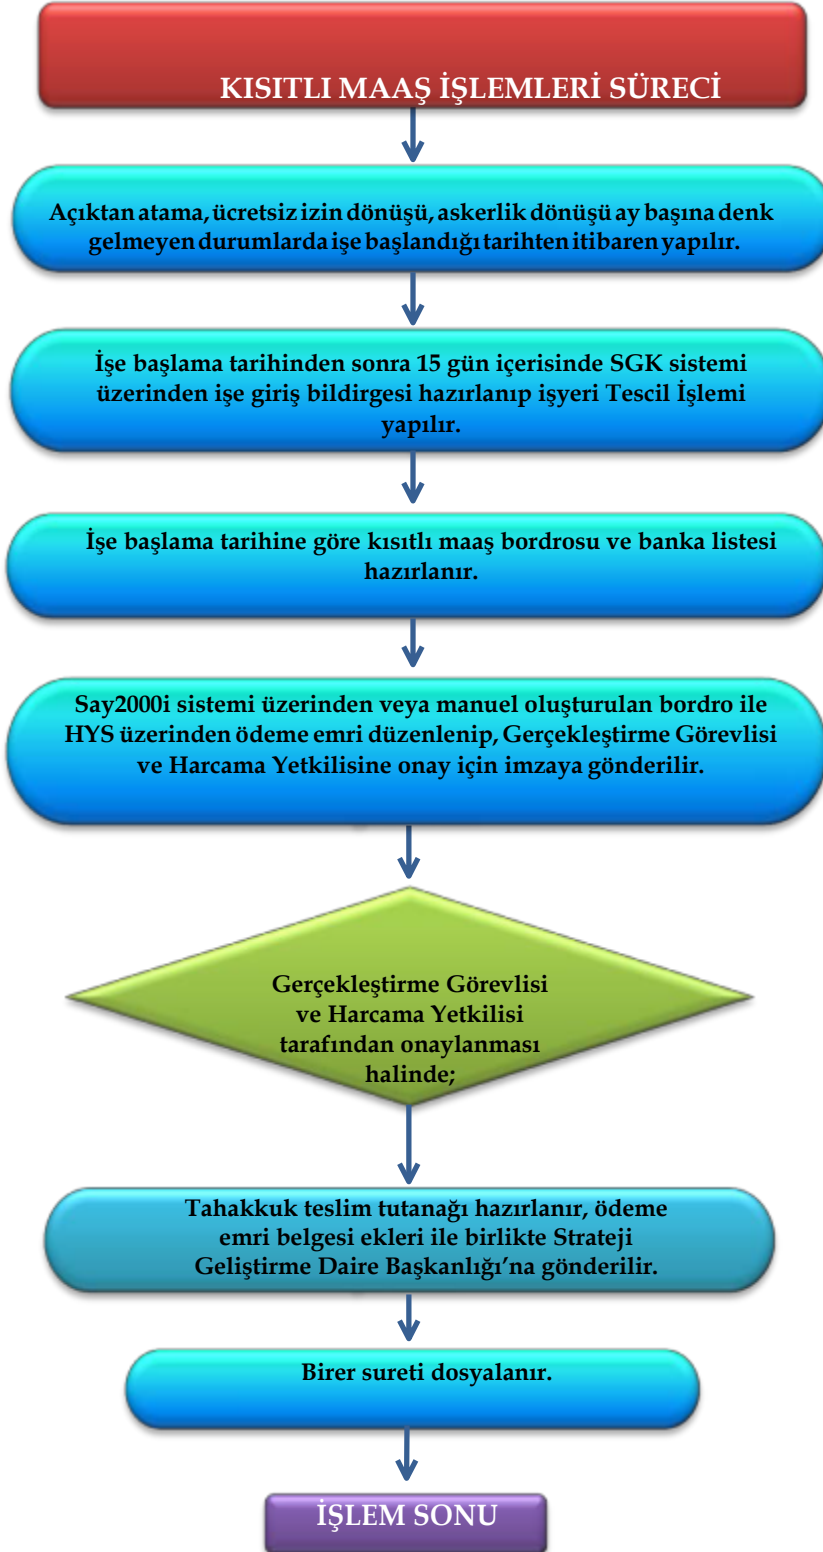 KISITLI MAAŞ İŞLEMLERİ SÜRECİ
Açıktan atama, ücretsiz izin dönüşü, askerlik dönüşü ay başına denk
gelmeyen durumlarda işe başlandığı tarihten itibaren yapılır.
İşe başlama tarihinden sonra 15 gün içerisinde SGK sistemi
üzerinden işe giriş bildirgesi hazırlanıp işyeri Tescil İşlemi
yapılır.
İşe başlama tarihine göre kısıtlı maaş bordrosu ve banka listesi
hazırlanır.
Say2000i sistemi üzerinden veya manuel oluşturulan bordro ile
HYS üzerinden ödeme emri düzenlenip, Gerçekleştirme Görevlisi
ve Harcama Yetkilisine onay için imzaya gönderilir.
Gerçekleştirme Görevlisi
ve Harcama Yetkilisi
tarafından onaylanması
halinde;
Tahakkuk teslim tutanağı hazırlanır, ödeme
emri belgesi ekleri ile birlikte Strateji
Geliştirme Daire Başkanlığı’na gönderilir.
Birer sureti dosyalanır.
İŞLEM SONU